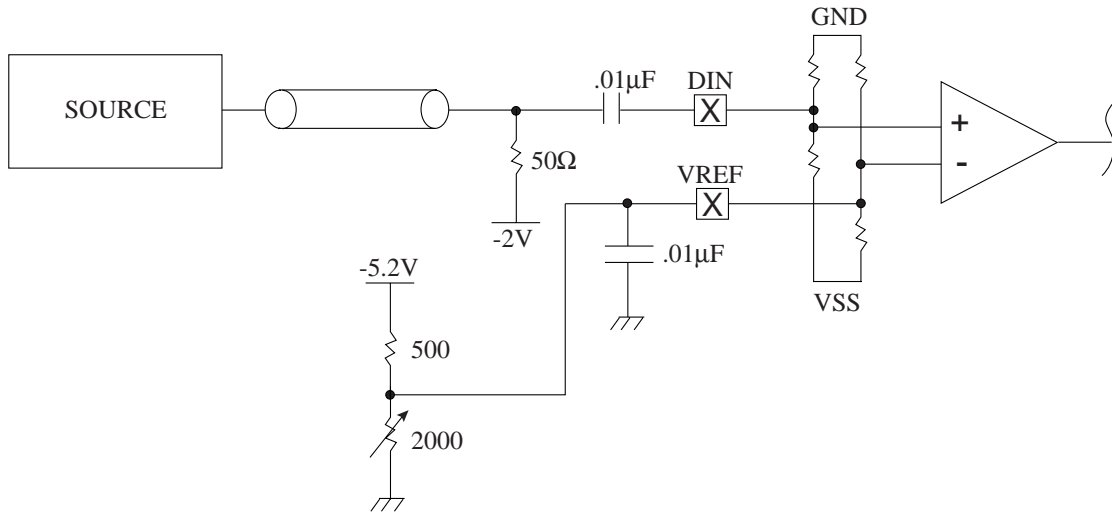 GND
.01µF
DIN
X
SOURCE
+
50Ω
-
VREF
X
-2V
.01µF
-5.2V
VSS
500
2000